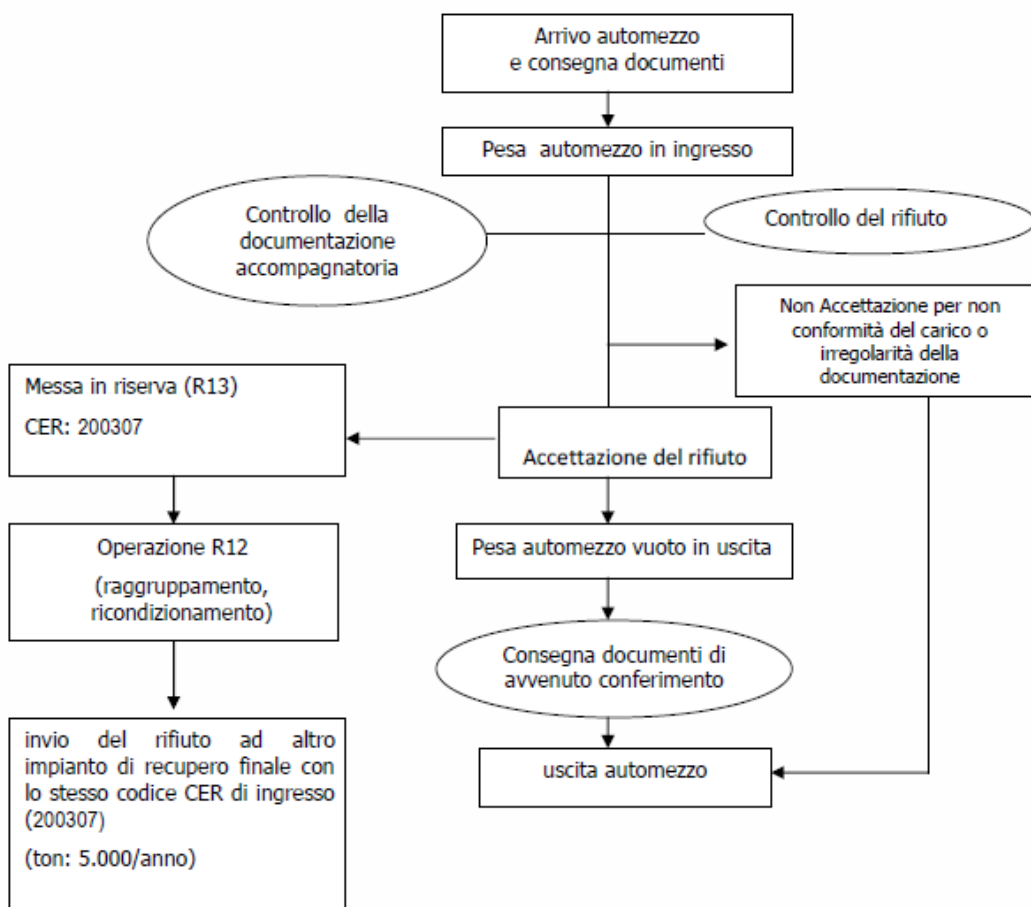 Arrivo automezzo
e consegna documenti
Pesa automezzo in ingresso
Controllo della
documentazione
accompagnatoria
Controllo del rifiuto
Non Accettazione per non
conformità del carico o
irregolarità della
documentazione
Messa in riserva (R13)
CER: 200307
Accettazione del rifiuto
Operazione R12
(raggruppamento,
ricondizionamento)
Pesa automezzo vuoto in uscita
Consegna documenti di
avvenuto conferimento
invio del rifiuto ad altro
impianto di recupero finale con
lo stesso codice CER di ingresso
(200307)
(ton: 5.000/anno)
uscita automezzo